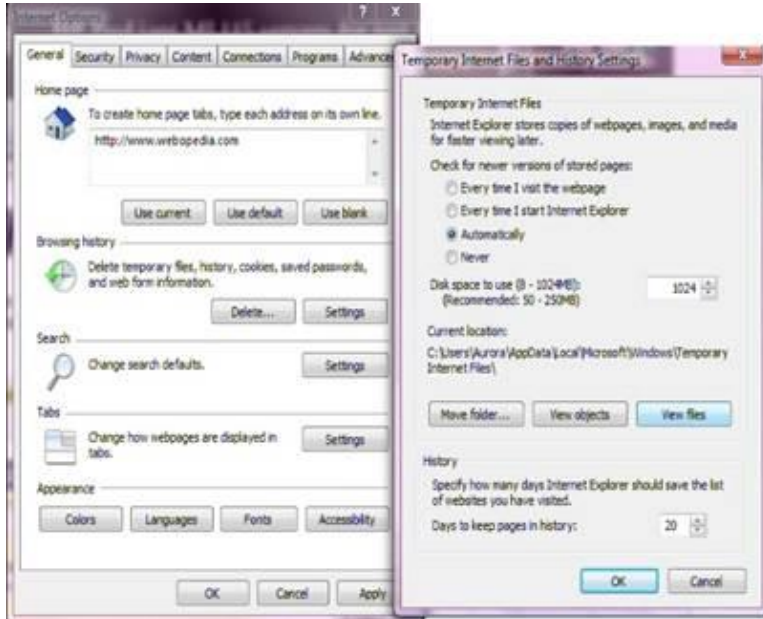 Internet Options
General Security Privacy Content Connections Programs Advanced
Home page
To create home page tabs, type each address on its own line.
http://www.webopedia.com
Use current Use default Use blank
Browsing history
Delete temporary files, history, cookies, saved passwords,
and web form information.
Delete... Settings
Search
Change search defaults. Settings
Tabs
Change how webpages are displayed in
tabs.
Settings
Appearance
Colors Languages Fonts Accessibility
OK Cancel Apply
Temporary Internet Files and History Settings
Temporary Internet Files
Internet Explorer stores copies of webpages, images, and media
for faster viewing later.
Check for newer versions of stored pages:
Every time I visit the webpage
Every time I start Internet Explorer
Automatically
Never
Disk space to use (8 - 1024MB): 1024
(Recommended: 50 - 250MB)
Current location:
C:\Users\Aurora\AppData\Local\Microsoft\Windows\Temporary
Internet Files\
Move folder... View objects View files
History
Specify how many days Internet Explorer should save the list
of websites you have visited.
Days to keep pages in history: 20
OK Cancel